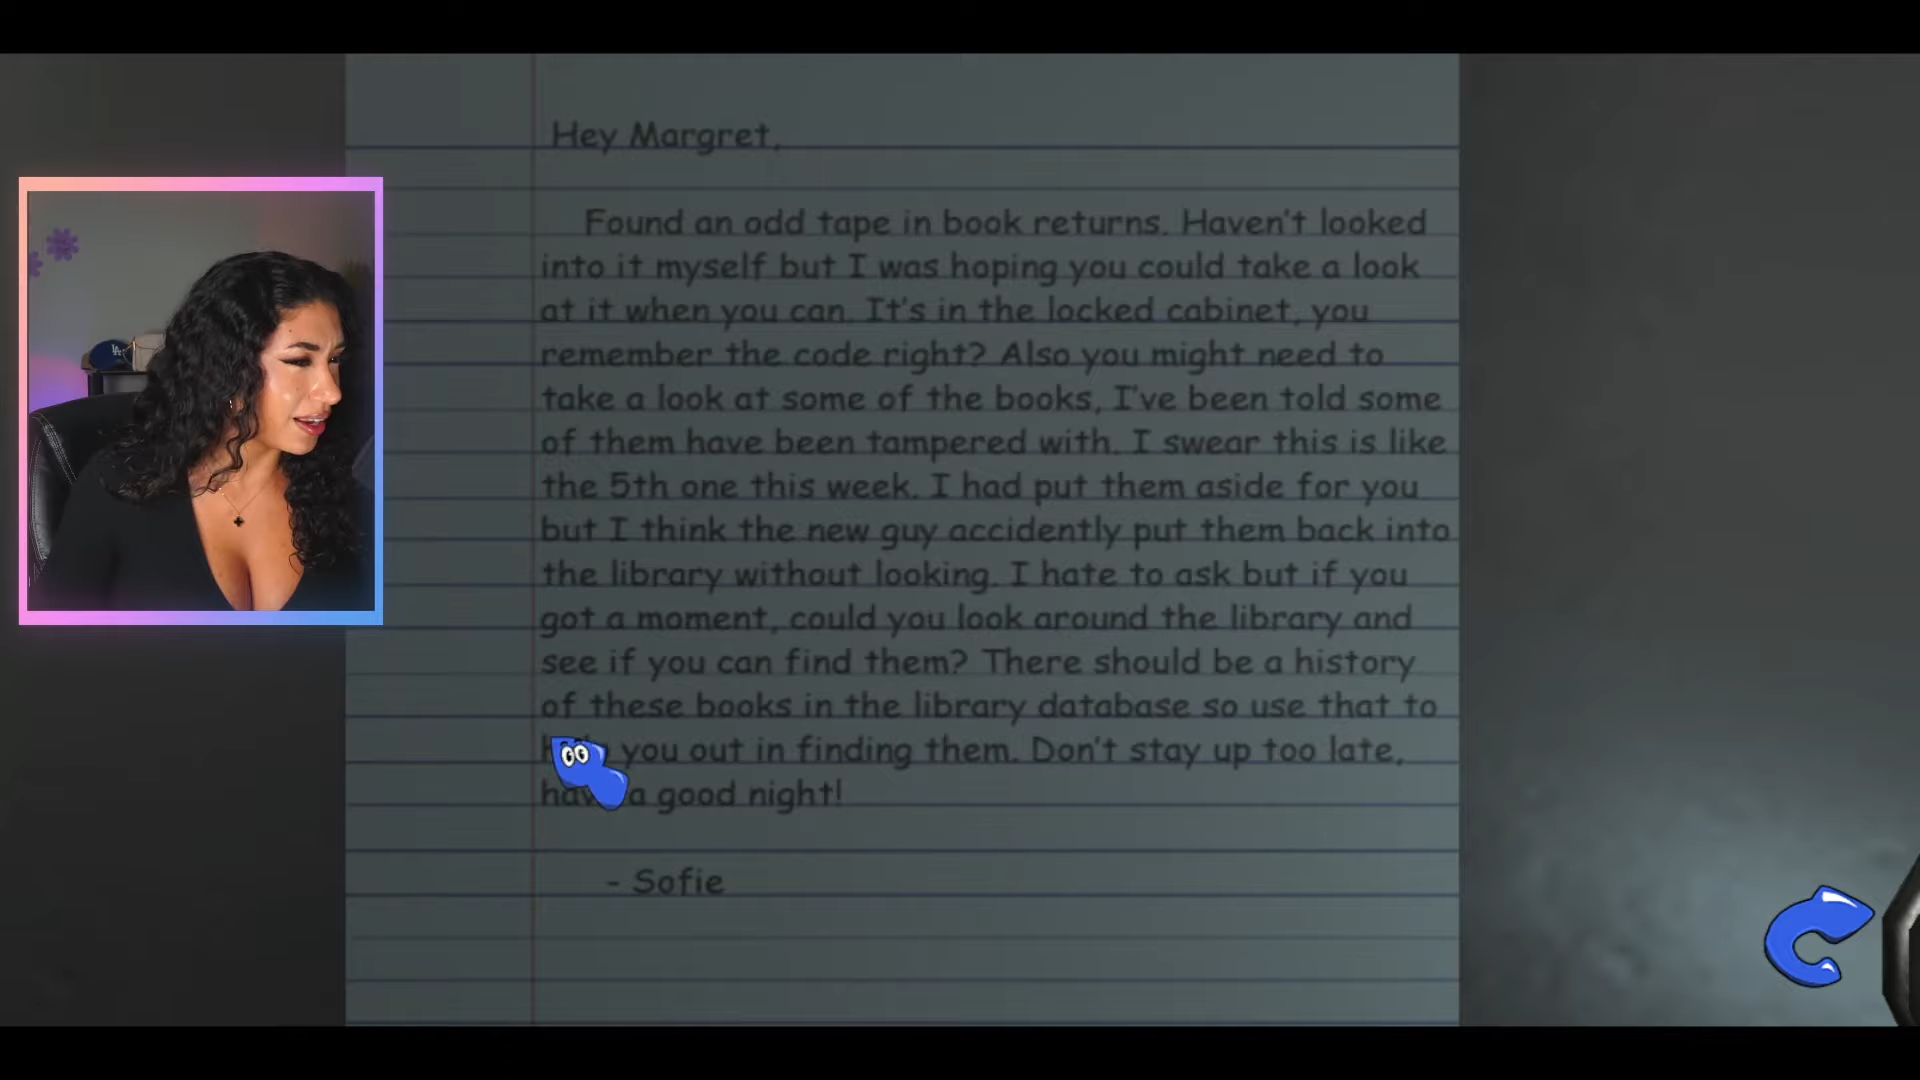 Hey Margret,
Found an odd tape in book returns. Haven't looked
into it myself but I was hoping you could take a look
at it when you can. It's in the locked cabinet, you
remember the code right? Also you might need to
take a look at some of the books, I've been told some
of them have been tampered with. I swear this is like
the 5th one this week. I had put them aside for you
but I think the new guy accidently put them back into
the library without looking. I hate to ask but if you
got a moment, could you look around the library and
see if you can find them? There should be a history
of these books in the library database so use that to
you out in finding them. Don't stay up too late,
have a good night!
- Sofie
LA